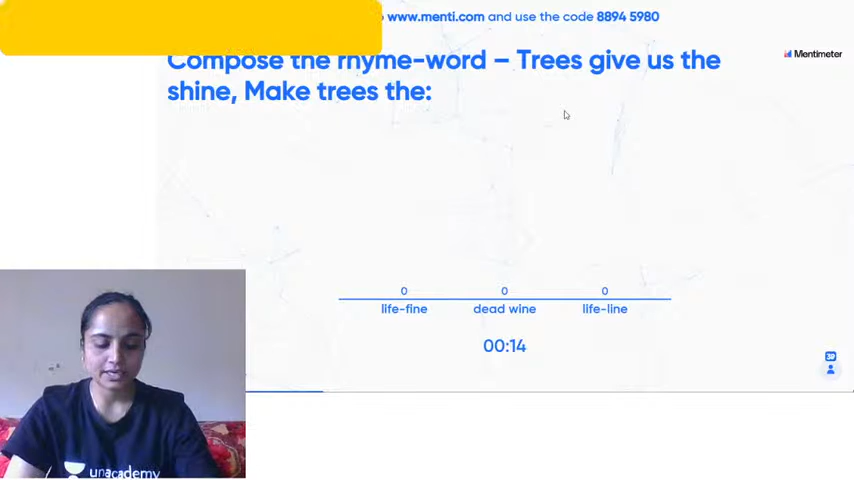 www.menti.com and use the code 8894 5980
Mentimeter
Compose the rhyme-word – Trees give us the
shine, Make trees the:
0 0 0
life-fine dead wine life-line
00:14
unacademy